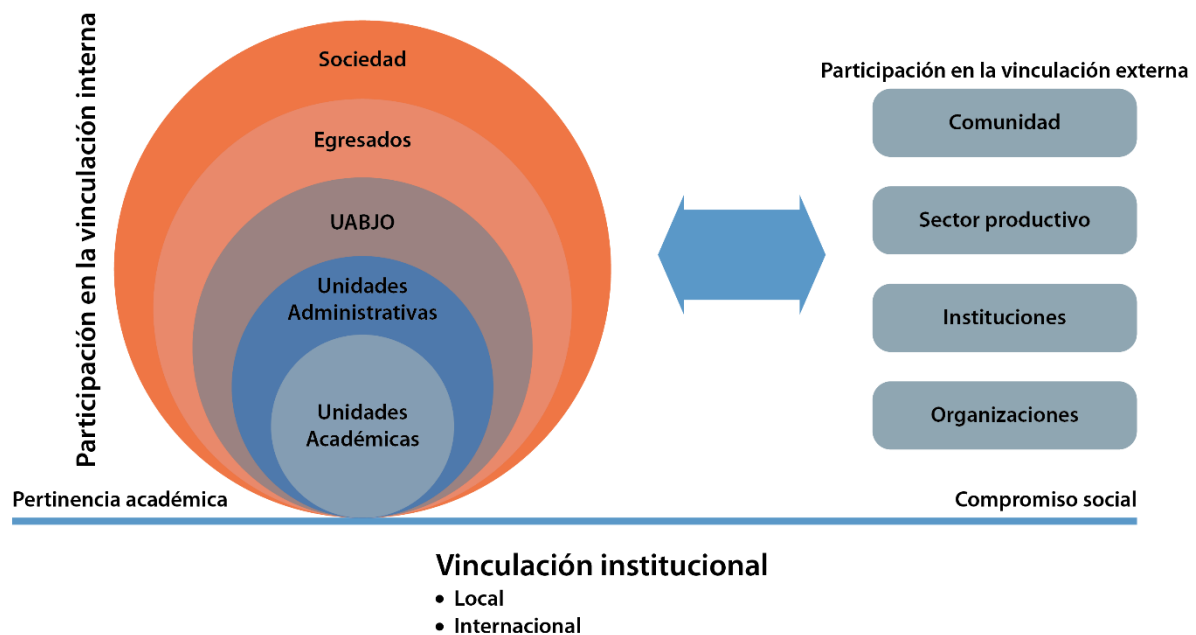 Participación en la vinculación interna
Sociedad
Egresados
UABJO
Unidades
Administrativas
Unidades
Académicas
Participación en la vinculación externa
Comunidad
Sector productivo
Instituciones
Organizaciones
Pertinencia académica
Compromiso social
Vinculación institucional
• Local
• Internacional